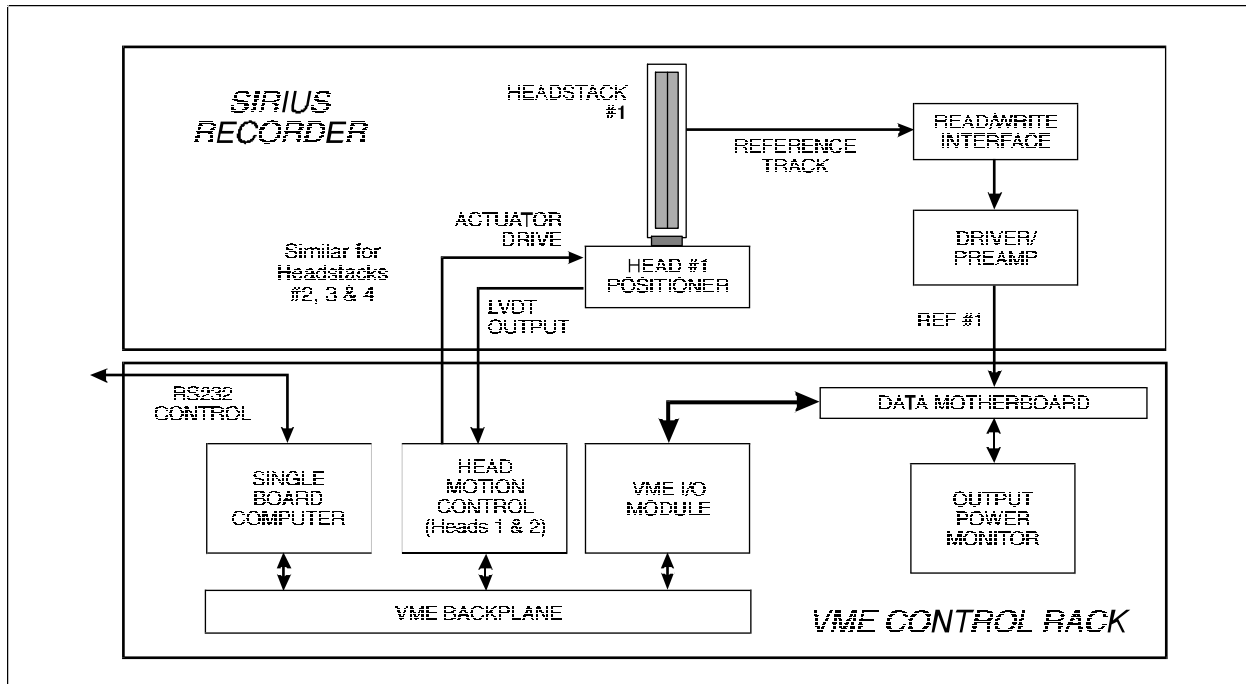 SIRIUS
RECORDER
HEADSTACK
#1
REFERENCE
TRACK
READ/WRITE
INTERFACE
ACTUATOR
DRIVE
Similar for
Headstacks
#2, 3 & 4
HEAD #1
POSITIONER
DRIVER/
PREAMP
LVDT
OUTPUT
REF #1
RS232
CONTROL
DATA MOTHERBOARD
SINGLE
BOARD
COMPUTER
HEAD
MOTION
CONTROL
(Heads 1 & 2)
VME I/O
MODULE
OUTPUT
POWER
MONITOR
VME BACKPLANE
VME CONTROL RACK